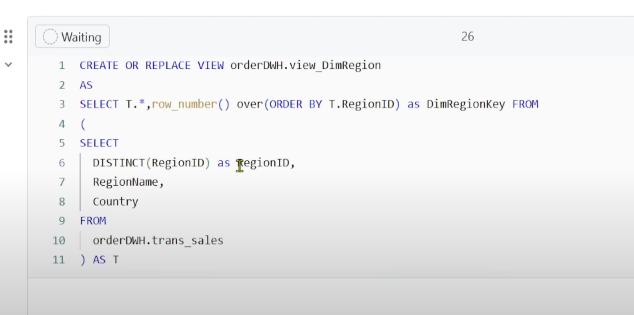 Waiting
26
1 CREATE OR REPLACE VIEW orderDWH.view_DimRegion
2 AS
3 SELECT T.*,row_number() over(ORDER BY T.RegionID) as DimRegionKey FROM
4 (
5 SELECT
6 DISTINCT(RegionID) as RegionID,
7 RegionName,
8 Country
9 FROM
10 orderDWH.trans_sales
11 ) AS T